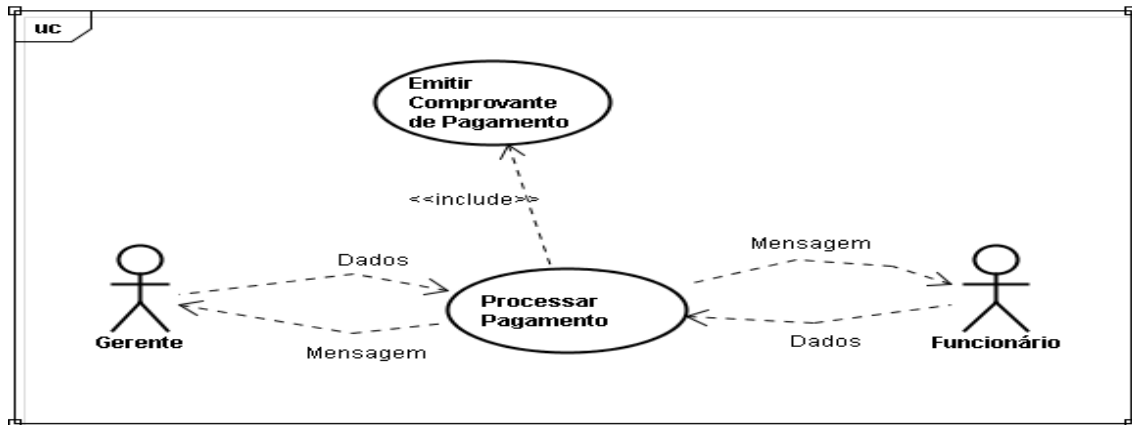 uc
Emitir
Comprovante
de Pagamento
<<include>>
Mensagem
Dados
Processar
Pagamento
Gerente
Mensagem
Dados
Funcionário